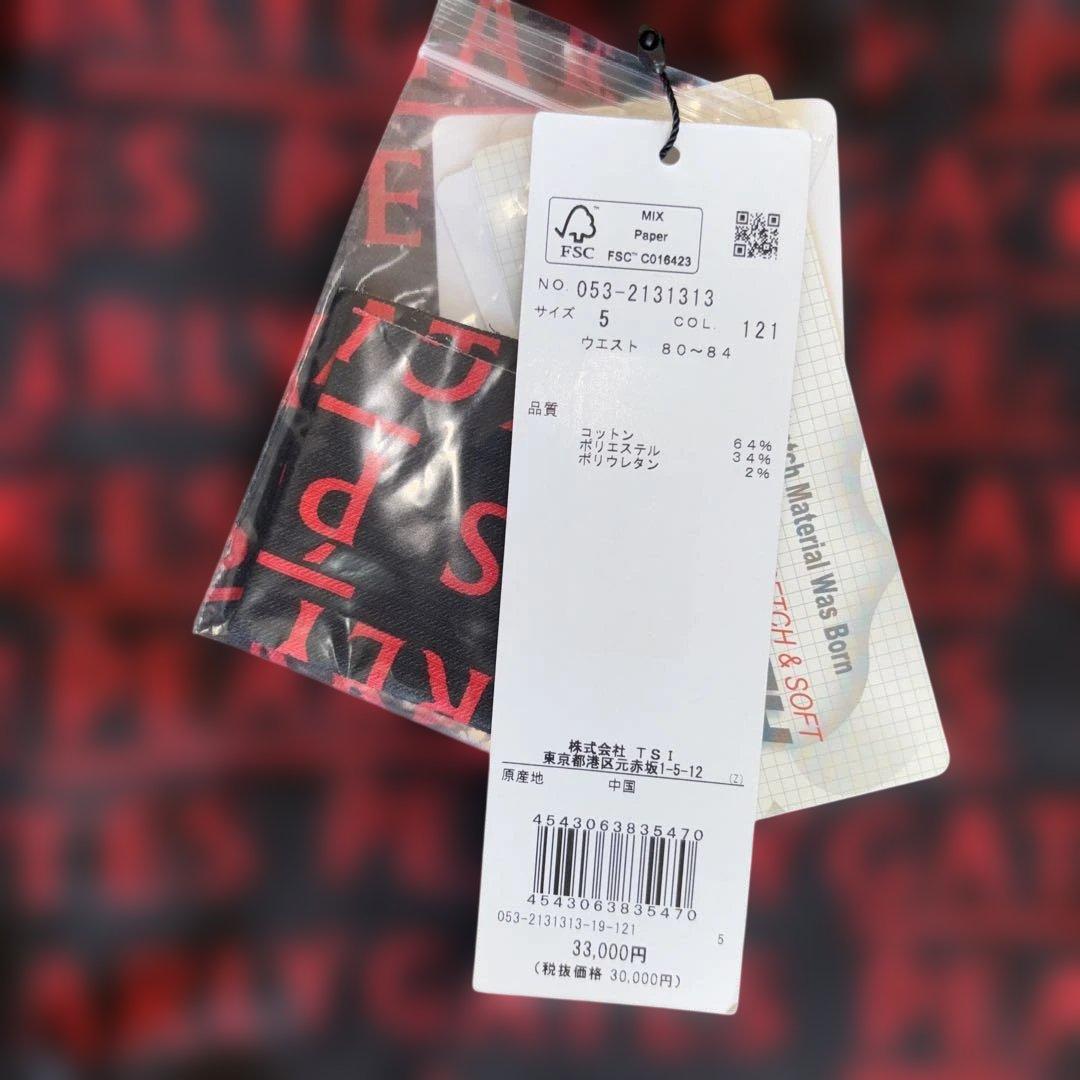 MIX
Paper
FSC
FSC™ C016423
NO. 053-2131313
サイズ 5 COL. 121
ウエスト 80〜84
品質
コットン 64%
ポリエステル 34%
ポリウレタン 2%
Material Was Born
& SOFT
株式会社 TSI
東京都港区元赤坂1-5-12 (Z)
原産地 中国
4543063835470
4543063835470
053-2131313-19-121 5
33,000円
(税抜価格 30,000円)